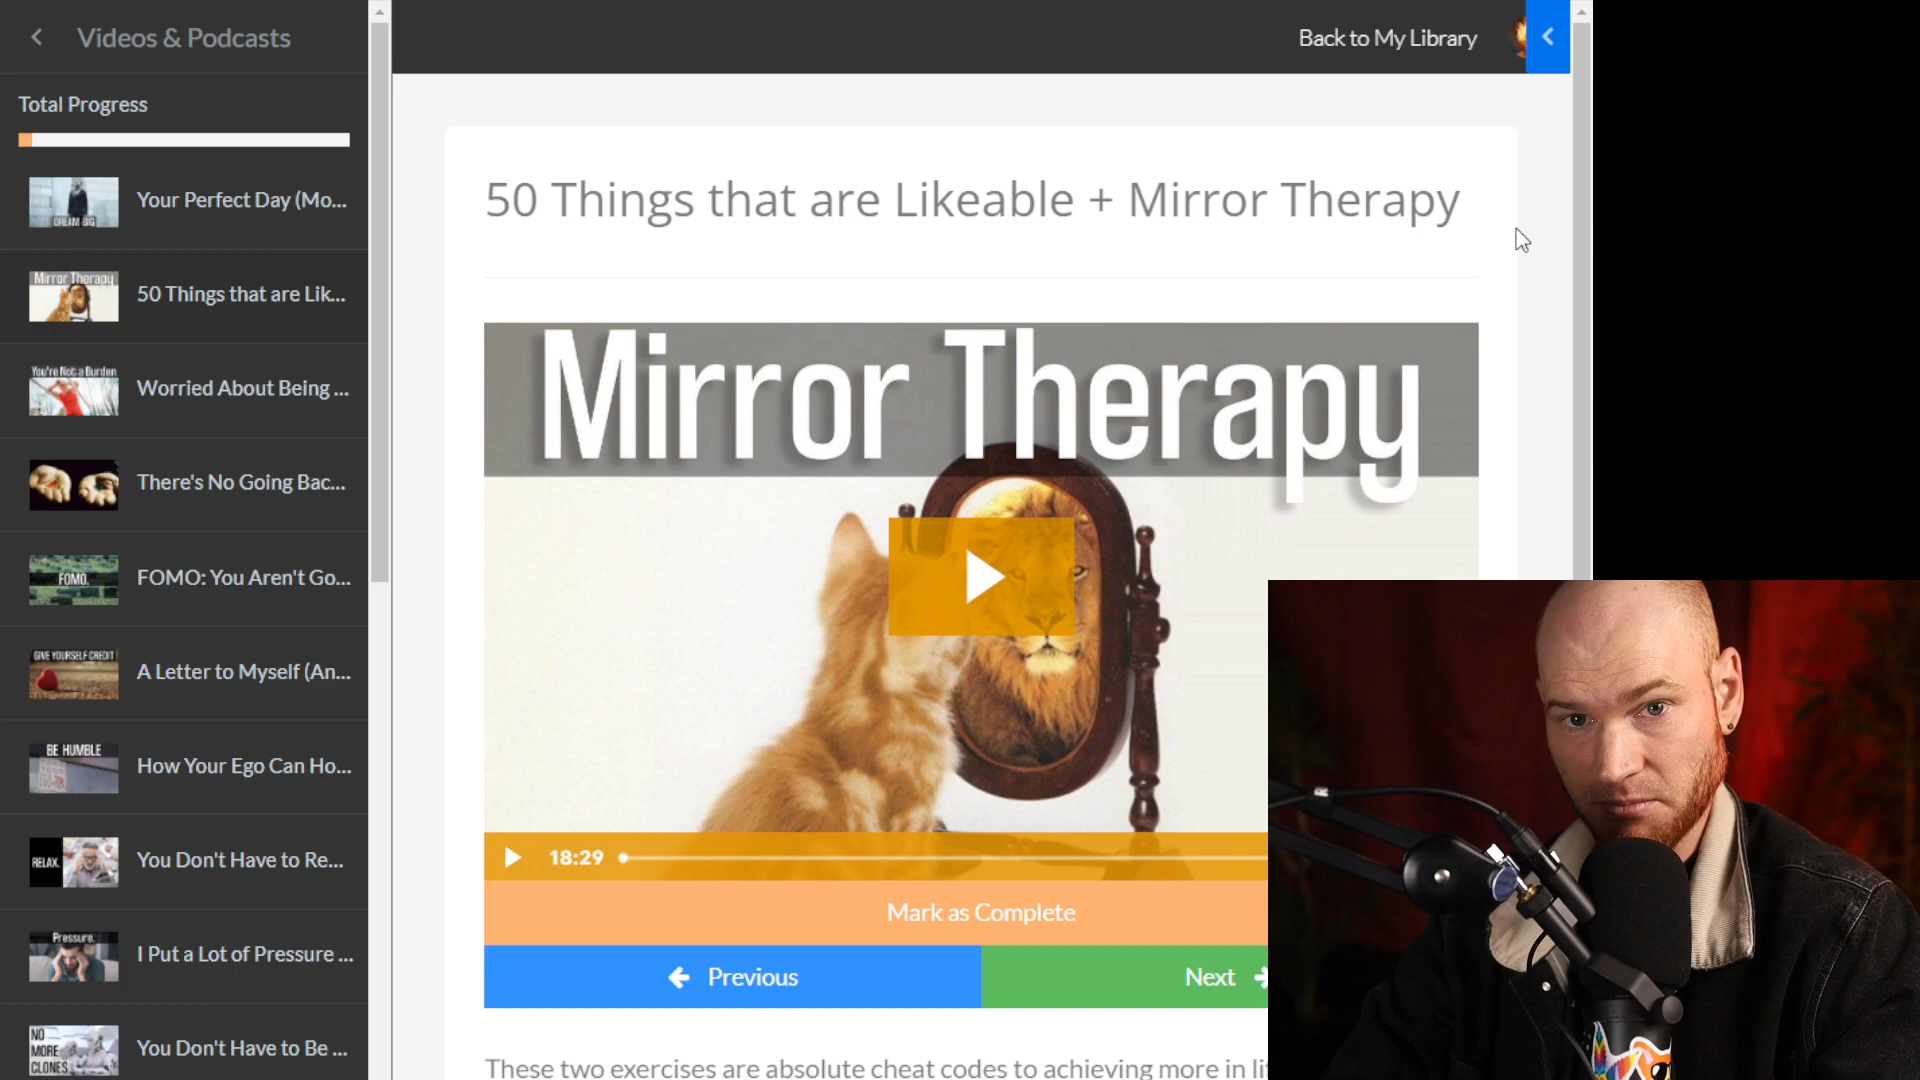 Videos & Podcasts
Back to My Library
Total Progress
DREAM BIG
Your Perfect Day (Mo...
50 Things that are Likeable + Mirror Therapy
Mirror Therapy
50 Things that are Lik...
Mirror Therapy
You're Not a Burden
Worried About Being ...
There's No Going Bac...
FOMO.
FOMO: You Aren't Go...
GIVE YOURSELF CREDIT
A Letter to Myself (An...
BE HUMBLE
How Your Ego Can Ho...
RELAX.
You Don't Have to Re...
18:29
Mark as Complete
Pressure.
I Put a Lot of Pressure ...
Previous
Next
NO
MORE
CLONES
You Don't Have to Be ...
These two exercises are absolute cheat codes to achieving more in